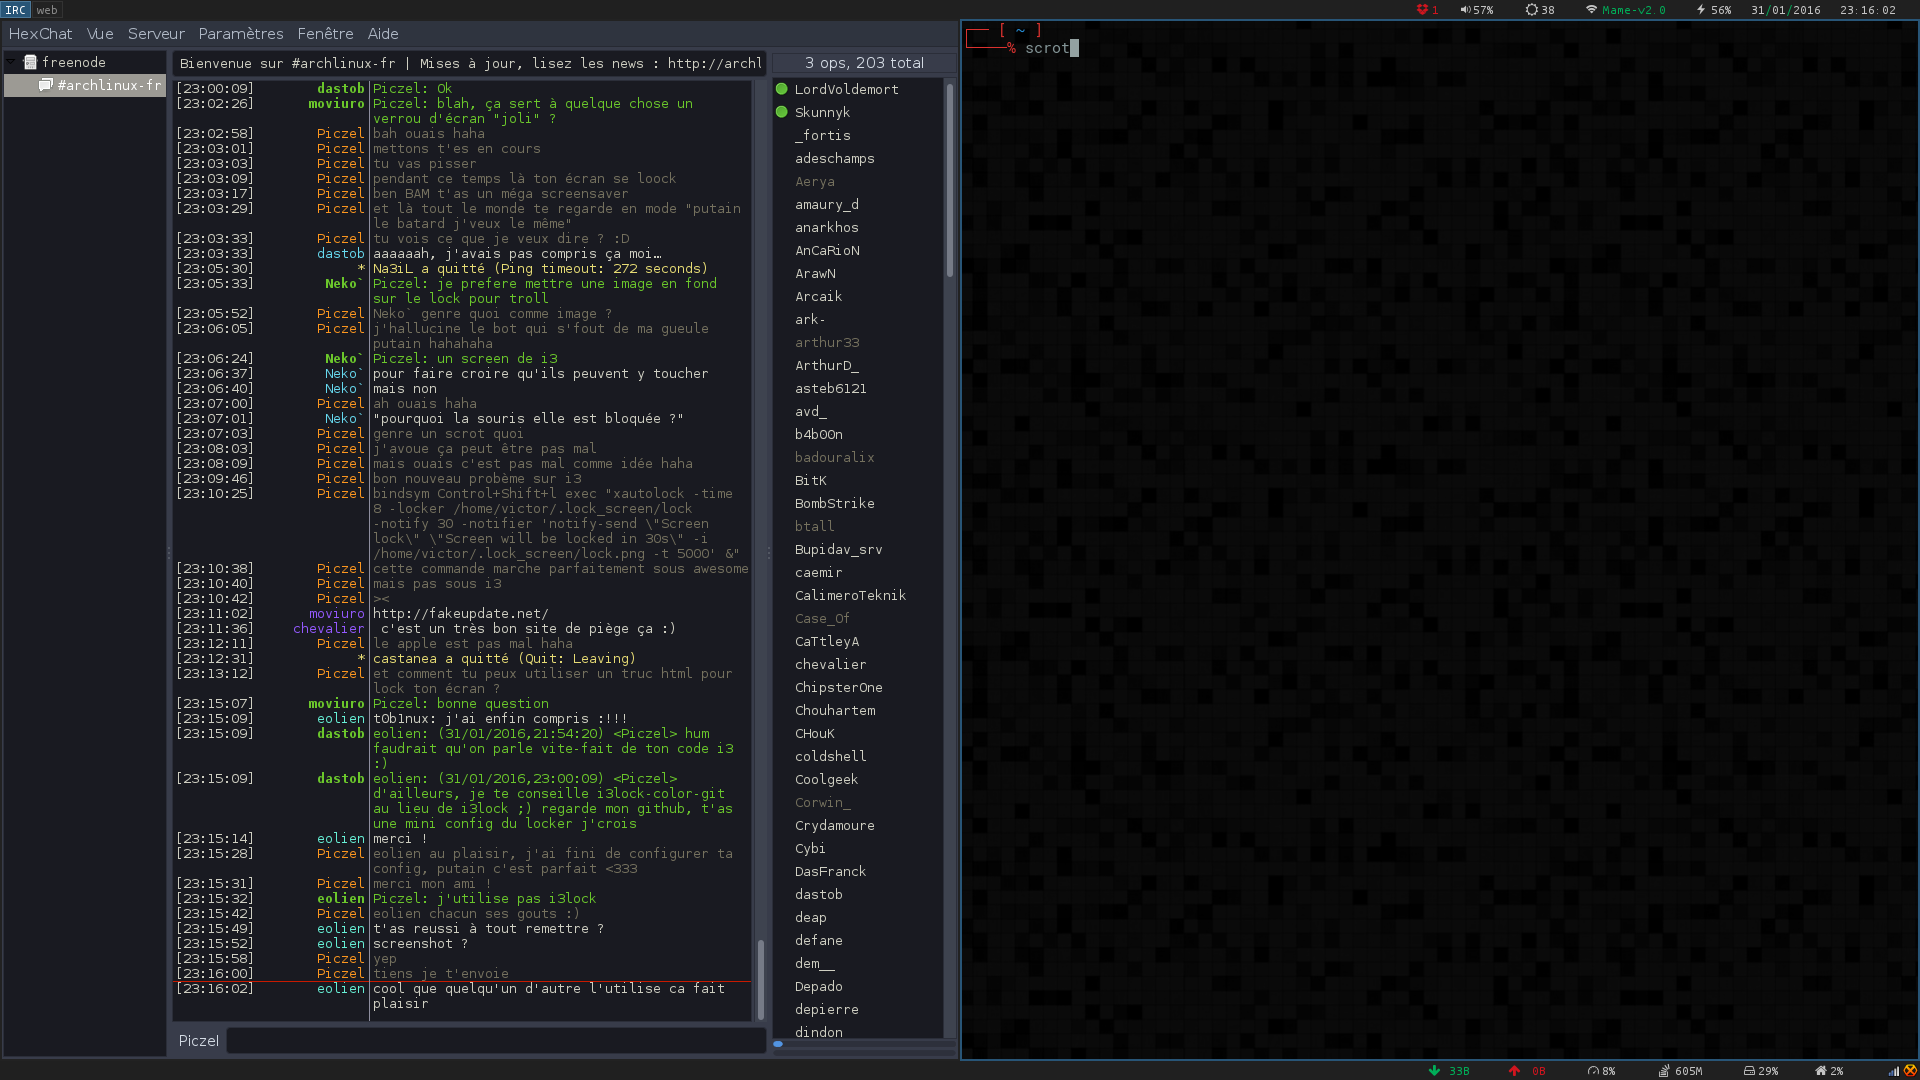 IRC web
1 57% 38 Mame-v2.0 56% 31/01/2016 23:16:02
HexChat Vue Serveur Paramètres Fenêtre Aide
freenode
#archlinux-fr
Bienvenue sur #archlinux-fr | Mises à jour, lisez les news : http://archl
[23:00:09] dastob Piczel: Ok
[23:02:26] moviuro Piczel: blah, ça sert à quelque chose un
verrou d'écran "joli" ?
[23:02:58] Piczel bah ouais haha
[23:03:01] Piczel mettons t'es en cours
[23:03:03] Piczel tu vas pisser
[23:03:09] Piczel pendant ce temps là ton écran se loock
[23:03:17] Piczel ben BAM t'as un méga screensaver
[23:03:29] Piczel et là tout le monde te regarde en mode "putain
le batard j'veux le même"
[23:03:33] Piczel tu vois ce que je veux dire ? :D
[23:03:33] dastob aaaaaah, j'avais pas compris ça moi…
[23:05:30] * Na3iL a quitté (Ping timeout: 272 seconds)
[23:05:33] Neko` Piczel: je prefere mettre une image en fond
sur le lock pour troll
[23:05:52] Piczel Neko` genre quoi comme image ?
[23:06:05] Piczel j'hallucine le bot qui s'fout de ma gueule
putain hahahaha
[23:06:24] Neko` Piczel: un screen de i3
[23:06:37] Neko` pour faire croire qu'ils peuvent y toucher
[23:06:40] Neko` mais non
[23:07:00] Piczel ah ouais haha
[23:07:01] Neko` "pourquoi la souris elle est bloquée ?"
[23:07:03] Piczel genre un scrot quoi
[23:08:03] Piczel j'avoue ça peut être pas mal
[23:08:09] Piczel mais ouais c'est pas mal comme idée haha
[23:09:46] Piczel bon nouveau probème sur i3
[23:10:25] Piczel bindsym Control+Shift+l exec "xautolock -time
8 -locker /home/victor/.lock_screen/lock
-notify 30 -notifier 'notify-send \"Screen
lock\" \"Screen will be locked in 30s\" -i
/home/victor/.lock_screen/lock.png -t 5000' &"
[23:10:38] Piczel cette commande marche parfaitement sous awesome
[23:10:40] Piczel mais pas sous i3
[23:10:42] Piczel ><
[23:11:02] moviuro http://fakeupdate.net/
[23:11:36] chevalier c'est un très bon site de piège ça :)
[23:12:11] Piczel le apple est pas mal haha
[23:12:31] * castanea a quitté (Quit: Leaving)
[23:13:12] Piczel et comment tu peux utiliser un truc html pour
lock ton écran ?
[23:15:07] moviuro Piczel: bonne question
[23:15:09] eolien t0b1nux: j'ai enfin compris :!!!
[23:15:09] dastob eolien: (31/01/2016,21:54:20) <Piczel> hum
faudrait qu'on parle vite-fait de ton code i3
:)
[23:15:09] dastob eolien: (31/01/2016,23:00:09) <Piczel>
d'ailleurs, je te conseille i3lock-color-git
au lieu de i3lock ;) regarde mon github, t'as
une mini config du locker j'crois
[23:15:14] eolien merci !
[23:15:28] Piczel eolien au plaisir, j'ai fini de configurer ta
config, putain c'est parfait <333
[23:15:31] Piczel merci mon ami !
[23:15:32] eolien Piczel: j'utilise pas i3lock
[23:15:42] Piczel eolien chacun ses gouts :)
[23:15:49] eolien t'as reussi à tout remettre ?
[23:15:52] eolien screenshot ?
[23:15:58] Piczel yep
[23:16:00] Piczel tiens je t'envoie
[23:16:02] eolien cool que quelqu'un d'autre l'utilise ca fait
plaisir
Piczel
3 ops, 203 total
LordVoldemort
Skunnyk
_fortis
adeschamps
Aerya
amaury_d
anarkhos
AnCaRioN
ArawN
Arcaik
ark-
arthur33
ArthurD_
asteb6121
avd_
b4b00n
badouralix
BitK
BombStrike
btall
Bupidav_srv
caemir
CalimeroTeknik
Case_Of
CaTtleyA
chevalier
ChipsterOne
Chouhartem
CHouK
coldshell
Coolgeek
Corwin_
Crydamoure
Cybi
DasFranck
dastob
deap
defane
dem__
Depado
depierre
dindon
[ ~ ]
% scrot
33B 0B 8% 605M 29% 2%